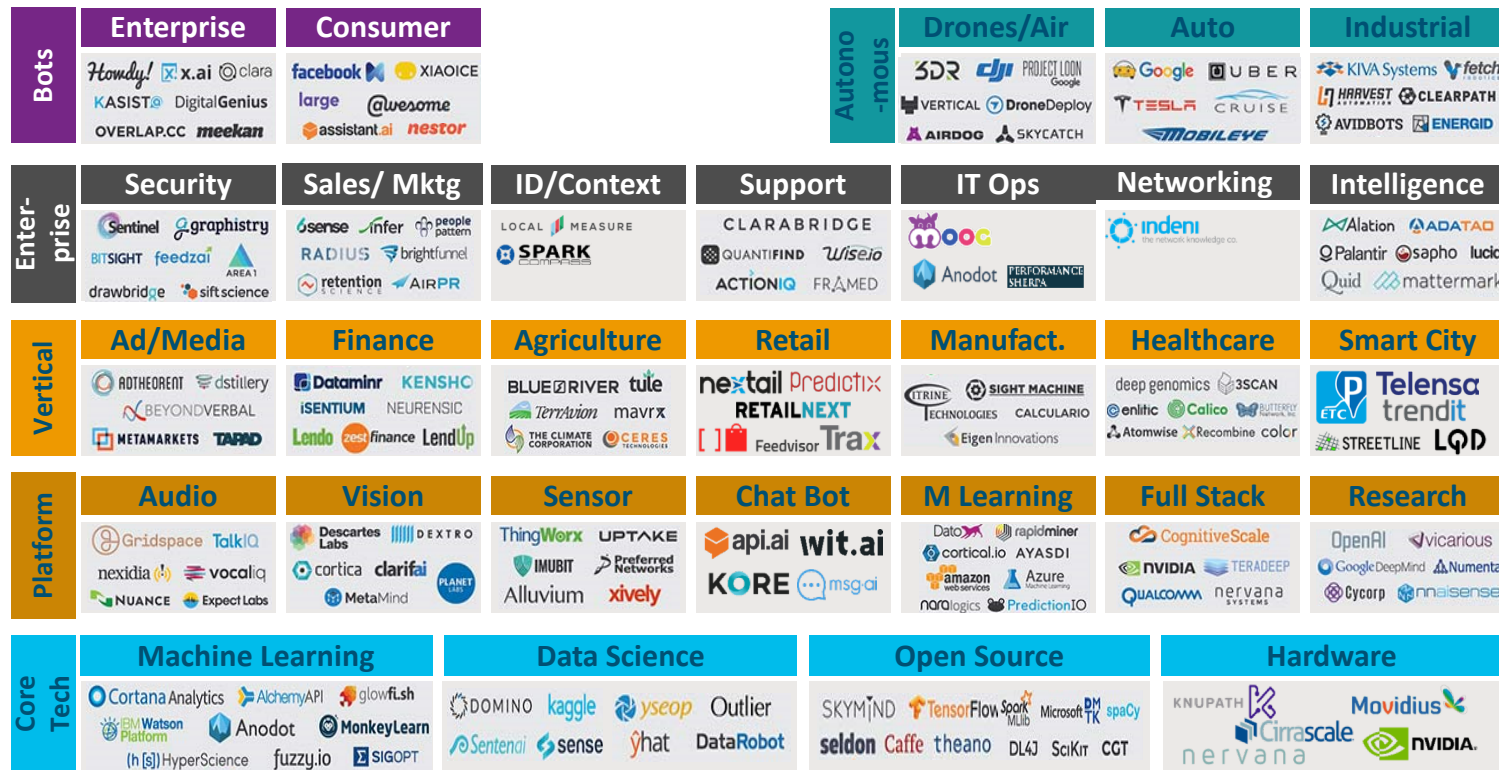 Bots
Enterprise
Howdy! x.ai clara
KASISTO DigitalGenius
OVERLAP.CC meekan
Consumer
facebook M XIAOICE
large @wesome
assistant.ai nestor
Autono
-mous
Drones/Air
3DR dji PROJECT LOON
Google
VERTICAL DroneDeploy
AIRDOG SKYCATCH
Auto
Google UBER
TESLA CRUISE
MOBILEYE
Industrial
KIVA Systems fetch
HARVEST CLEARPATH
AUTOMATION
AVIDBOTS ENERGID
Enter-
prise
Security
Sentinel graphistry
BITSIGHT feedzai AREA 1
drawbridge sift science
Sales/ Mktg
6sense infer people
pattern
RADIUS brightfunnel
retention AIRPR
SCIENCE
ID/Context
LOCAL MEASURE
SPARK
COMPASS
Support
CLARABRIDGE
QUANTIFIND Wise.io
ACTIONIQ FRAMED
IT Ops
MOOG
Anodot PERFORMANCE
SHERPA
Networking
indeni
the network knowledge co.
Intelligence
Alation ADATAO
Palantir sapho lucid
Quid mattermark
Vertical
Ad/Media
ADTHEORENT dstillery
BEYONDVERBAL
METAMARKETS TAPAD
Finance
Dataminr KENSHO
iSENTIUM NEURENSIC
Lendo zest finance LendUp
Agriculture
BLUE RIVER tule
TerrAvion mavrx
THE CLIMATE
CORPORATION CERES
TECHNOLOGIES
Retail
nextail Predictix
RETAILNEXT
[ ] Feedvisor Trax
Manufact.
CITRINE SIGHT MACHINE
TECHNOLOGIES CALCULARIO
Eigen Innovations
Healthcare
deep genomics 3SCAN
enlitic Calico BUTTERFLY
Network, Inc.
Atomwise Recombine color
Smart City
P ETC Telensa
trendit
STREETLINE LQD
Platform
Audio
Gridspace TalkIQ
nexidia vocaliq
NUANCE Expect Labs
Vision
Descartes
Labs DEXTRO
cortica clarifai PLANET
LABS
MetaMind
Sensor
ThingWorx UPTAKE
IMUBIT Preferred
Networks
Alluvium xively
Chat Bot
api.ai wit.ai
KORE msg.ai
M Learning
Dato rapidminer
cortical.io AYASDI
amazon
web services Azure
Machine Learning
nara logics PredictionIO
Full Stack
CognitiveScale
NVIDIA TERADEEP
QUALCOMM nervana
SYSTEMS
Research
OpenAI vicarious
Google DeepMind Numenta
Cycorp nnaisense
Core
Tech
Machine Learning
Cortana Analytics AlchemyAPI glowfi.sh
IBM Watson
Platform Anodot MonkeyLearn
(h[s]) HyperScience fuzzy.io SIGOPT
Data Science
DOMINO kaggle yseop Outlier
Sentenai sense ŷhat DataRobot
Open Source
SKYMIND TensorFlow Spark
MLlib Microsoft DM
TK spaCy
seldon Caffe theano DL4J SciKit CGT
Hardware
KNUPATH Movidius
Cirrascale
nervana NVIDIA.